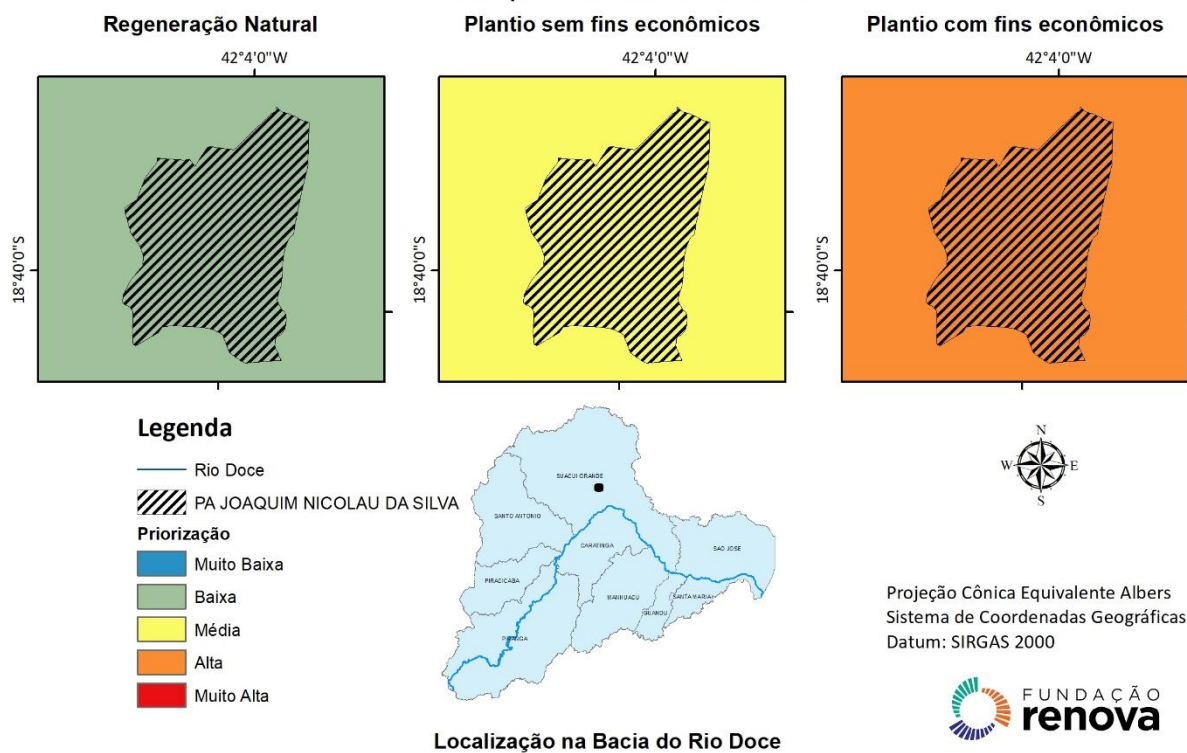 Regeneração Natural
Plantio sem fins econômicos
Plantio com fins econômicos
42°4'0"W
42°4'0"W
42°4'0"W
18°40'0"S
18°40'0"S
18°40'0"S
Legenda
Rio Doce
PA JOAQUIM NICOLAU DA SILVA
Priorização
Muito Baixa
Baixa
Média
Alta
Muito Alta
SUACUI GRANDE
SANTO ANTONIO
CARATINGA
SAO JOSE
PIRACICABA
MANHUACU
SANTA MARIA
GUANDU
PIRANGA
Localização na Bacia do Rio Doce
N
W
E
S
Projeção Cônica Equivalente Albers
Sistema de Coordenadas Geográficas
Datum: SIRGAS 2000
FUNDAÇÃO
renova